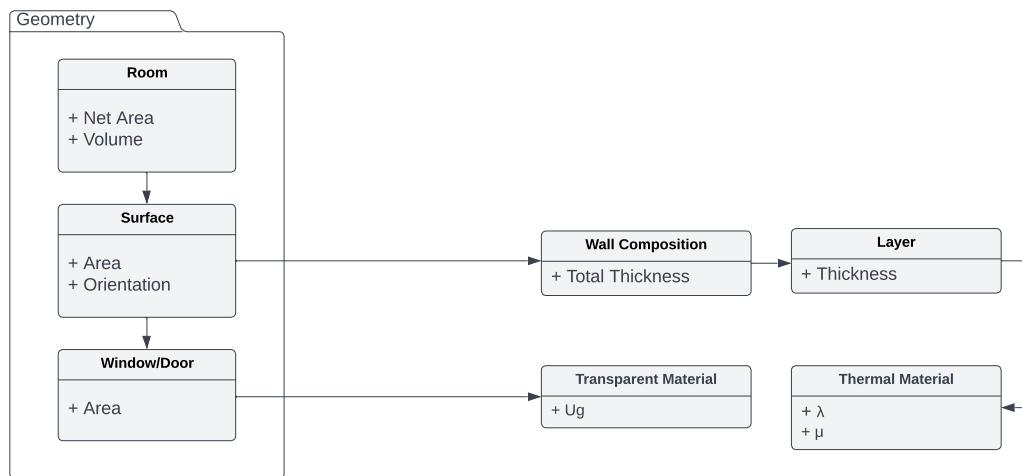 Geometry
Room
+ Net Area
+ Volume
Surface
+ Area
+ Orientation
Wall Composition
+ Total Thickness
Layer
+ Thickness
Window/Door
+ Area
Transparent Material
+ Ug
Thermal Material
+ λ
+ μ